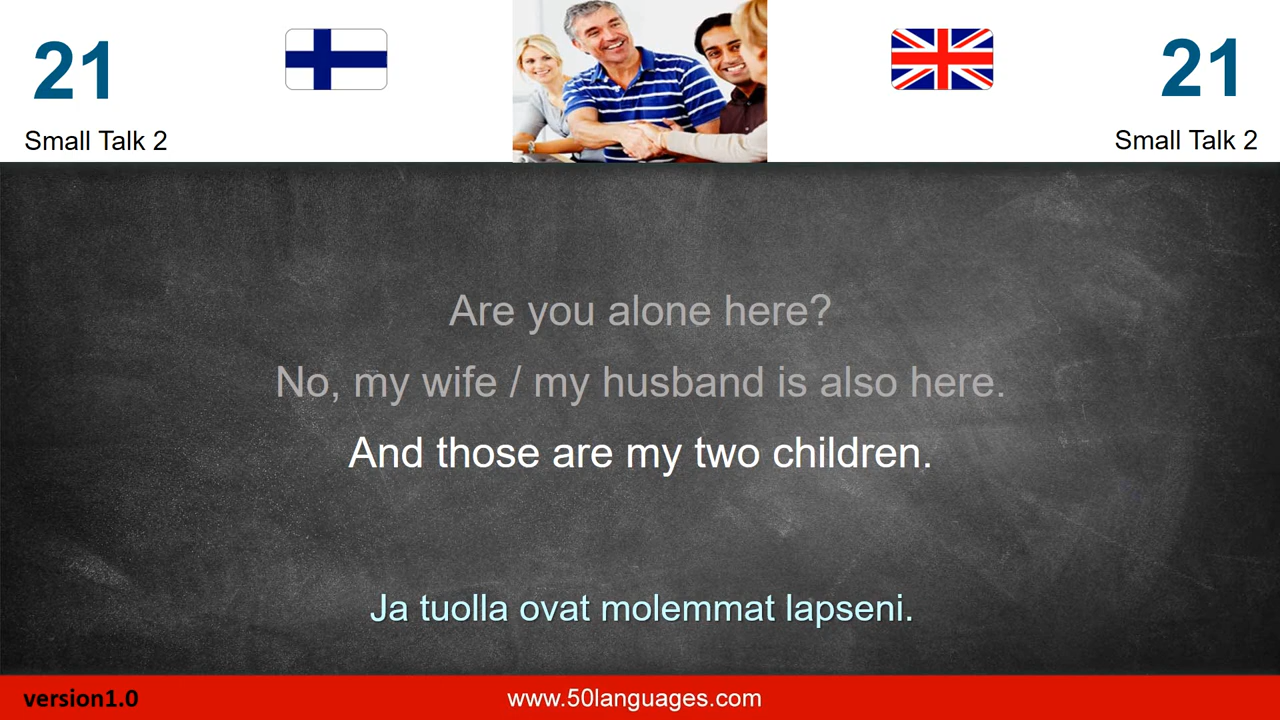 21
21
Small Talk 2
Small Talk 2
Are you alone here?
No, my wife / my husband is also here.
And those are my two children.
Ja tuolla ovat molemmat lapseni.
version1.0
www.50languages.com